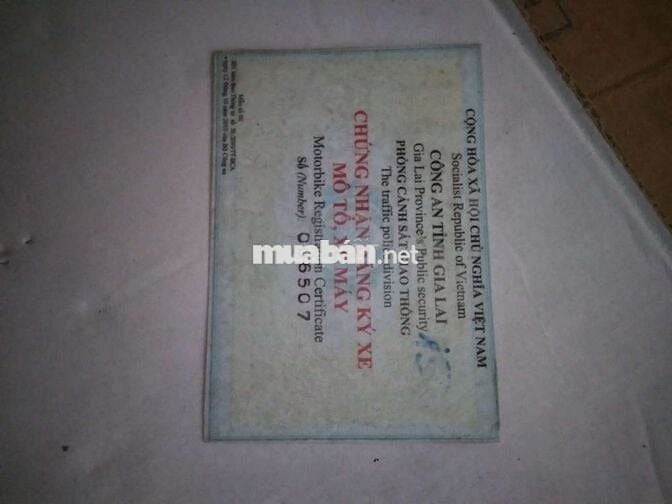 CỘNG HÒA XÃ HỘI CHỦ NGHĨA VIỆT NAM
Socialist Republic of Vietnam
CÔNG AN TỈNH GIA LAI
Gia Lai Province's Public security
PHÒNG CẢNH SÁT GIAO THÔNG
The traffic police division
CHỨNG NHẬN ĐĂNG KÝ XE
MÔ TÔ, XE MÁY
Motorbike Registration Certificate
Số (Number):
6507
muaban.net